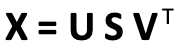 X = U S Vᵀ